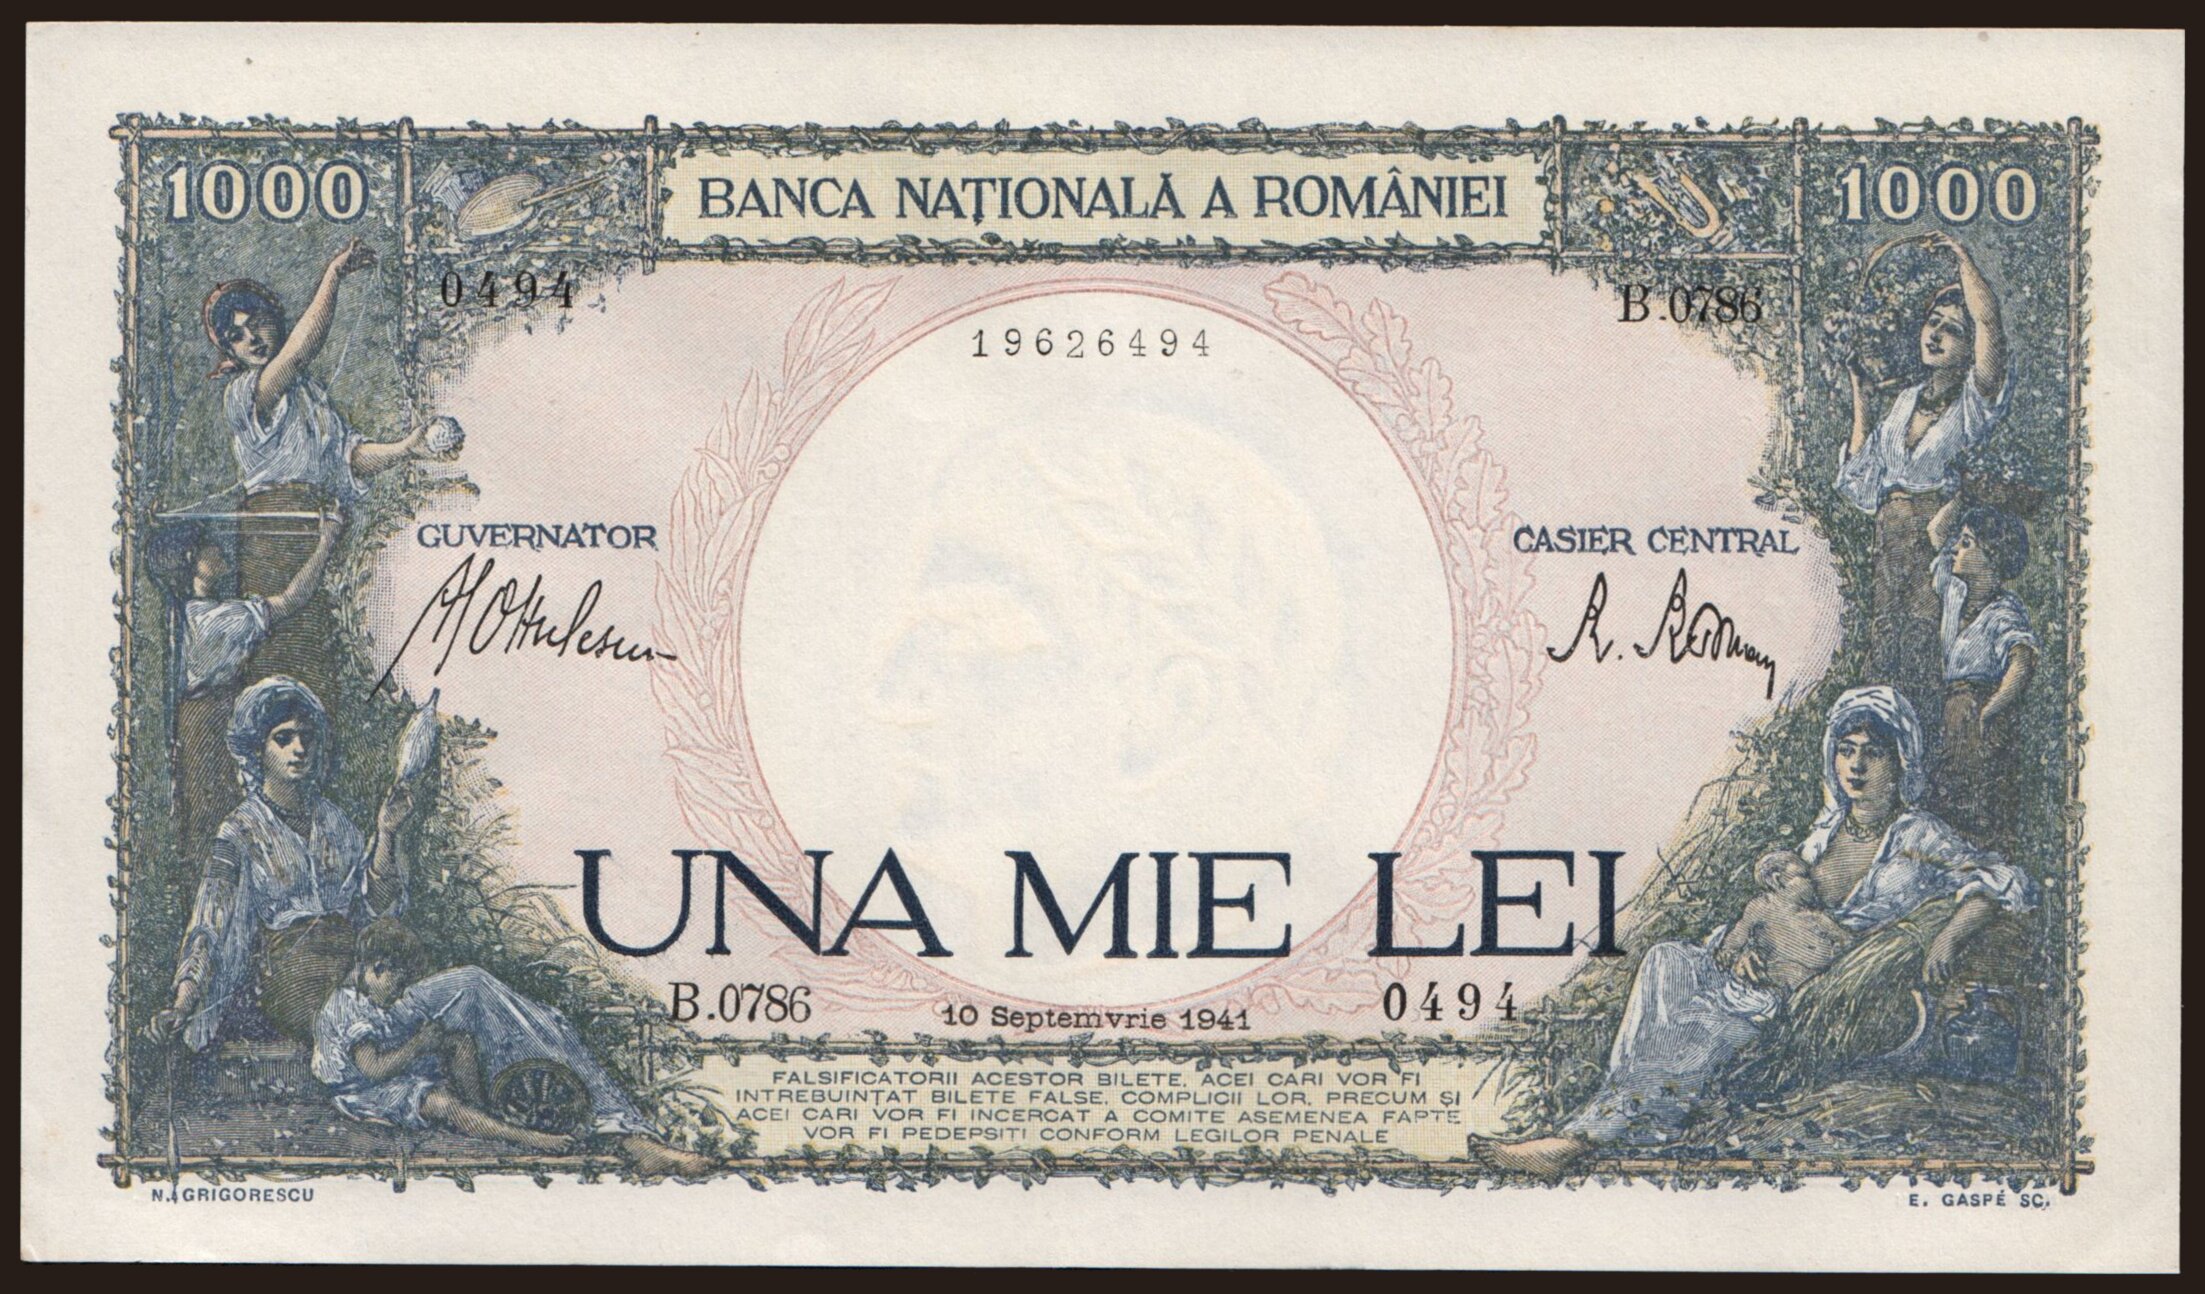 1000
BANCA NAȚIONALĂ A ROMÂNIEI
1000
0494
B.0786
19626494
GUVERNATOR
CASIER CENTRAL
UNA MIE LEI
B.0786
10 Septemvrie 1941
0494
FALSIFICATORII ACESTOR BILETE, ACEI CARI VOR FI
INTREBUINȚAT BILETE FALSE, COMPLICII LOR, PRECUM ȘI
ACEI CARI VOR FI INCERCAT A COMITE ASEMENEA FAPTE
VOR FI PEDEPSITI CONFORM LEGILOR PENALE
N. GRIGORESCU
E. GASPÉ SC.